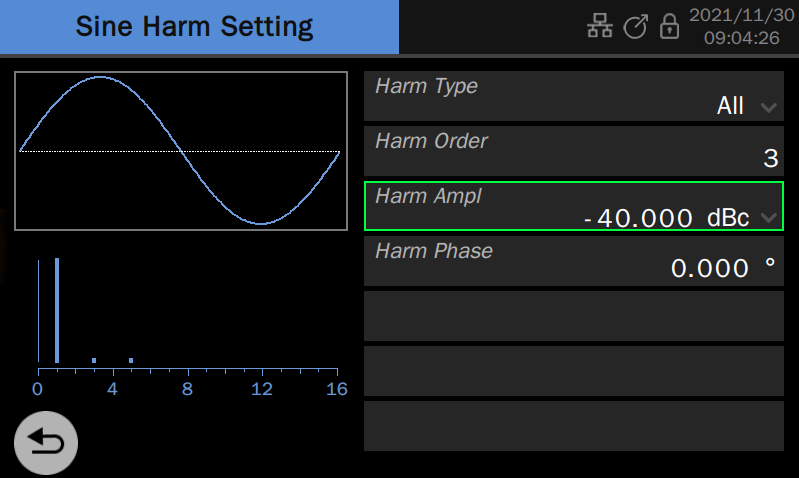 Sine Harm Setting
2021/11/30
09:04:26
Harm Type
All
Harm Order
3
Harm Ampl
-40.000 dBc
Harm Phase
0.000 °
0 4 8 12 16